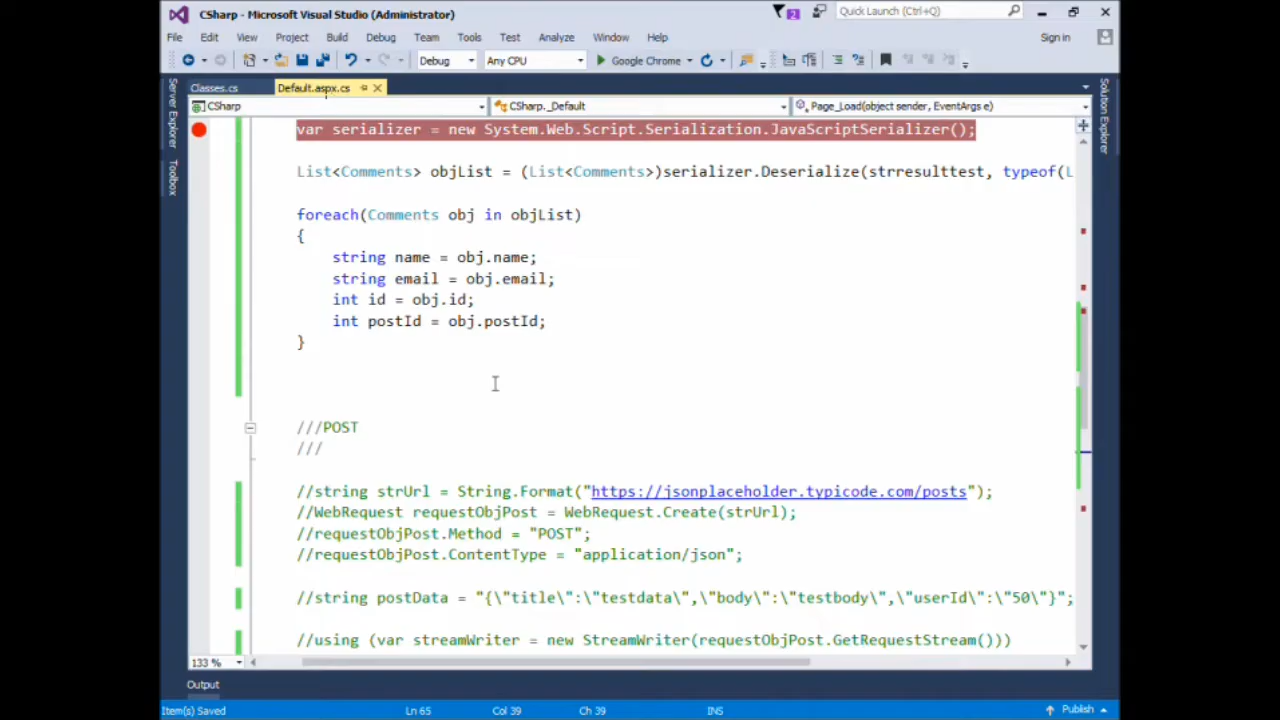 CSharp - Microsoft Visual Studio (Administrator)
2
Quick Launch (Ctrl+Q)
File Edit View Project Build Debug Team Tools Test Analyze Window Help
Sign in
Debug Any CPU Google Chrome
Server Explorer
Toolbox
Solution Explorer
Classes.cs Default.aspx.cs
CSharp CSharp._Default Page_Load(object sender, EventArgs e)
var serializer = new System.Web.Script.Serialization.JavaScriptSerializer();
List<Comments> objList = (List<Comments>)serializer.Deserialize(strresulttest, typeof(L
foreach(Comments obj in objList)
{
string name = obj.name;
string email = obj.email;
int id = obj.id;
int postId = obj.postId;
}
///POST
///
//string strUrl = String.Format("https://jsonplaceholder.typicode.com/posts");
//WebRequest requestObjPost = WebRequest.Create(strUrl);
//requestObjPost.Method = "POST";
//requestObjPost.ContentType = "application/json";
//string postData = "{\"title\":\"testdata\",\"body\":\"testbody\",\"userId\":\"50\"}";
//using (var streamWriter = new StreamWriter(requestObjPost.GetRequestStream()))
133 %
Output
Item(s) Saved Ln 65 Col 39 Ch 39 INS Publish